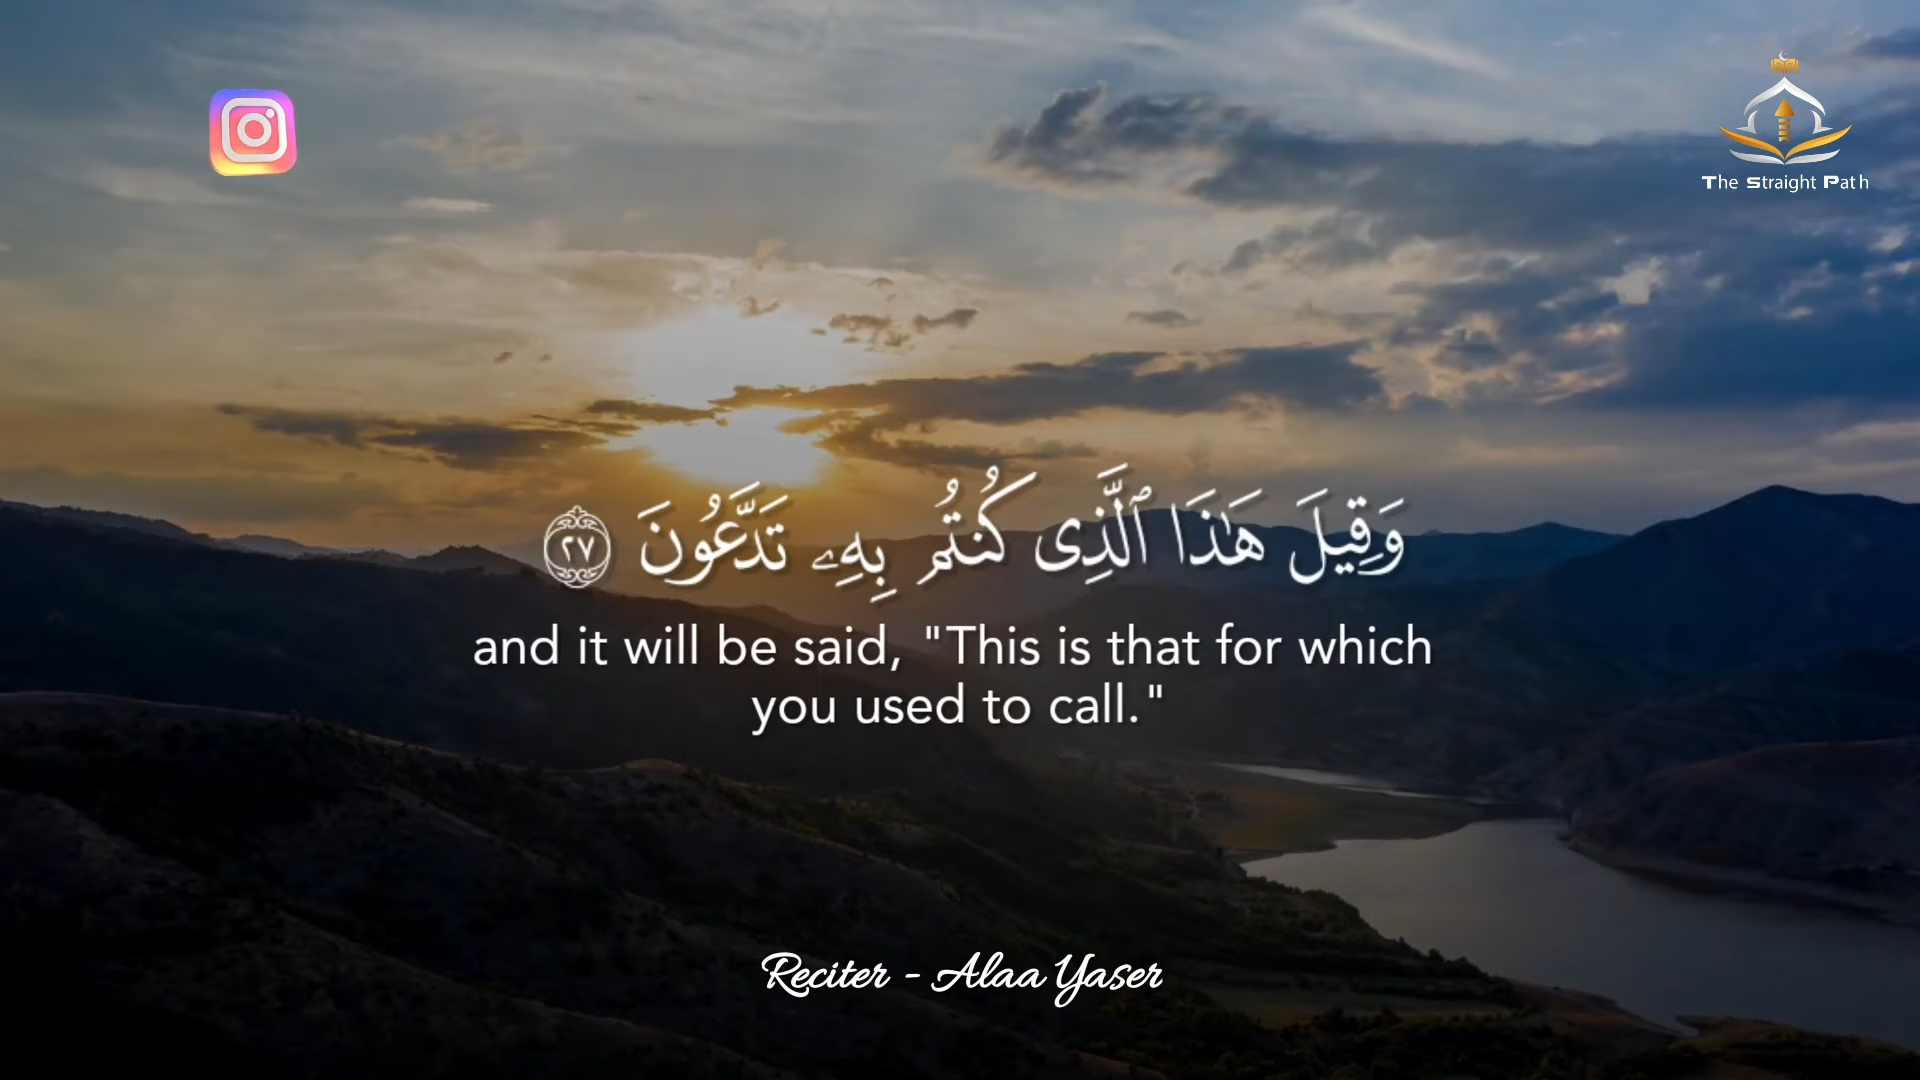 The Straight Path
وَقِيلَ هَـٰذَا ٱلَّذِى كُنتُم بِهِۦ تَدَّعُونَ ٢٧
and it will be said, "This is that for which
you used to call."
Reciter - Alaa Yaser